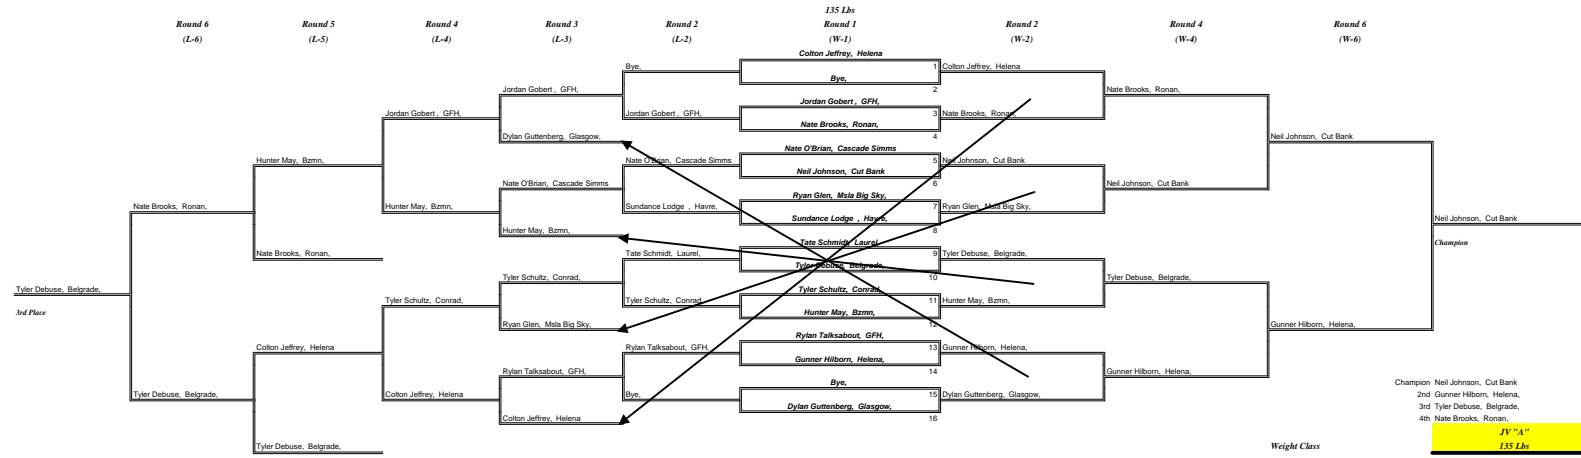 135 Lbs
Round 6 Round 5 Round 4 Round 3 Round 2 Round 1 Round 2 Round 4 Round 6
(L-6) (L-5) (L-4) (L-3) (L-2) (W-1) (W-2) (W-4) (W-6)
Colton Jeffrey, Helena
Bye, 1 Colton Jeffrey, Helena
Bye,
Jordan Gobert , GFH, 2 Nate Brooks, Ronan,
Jordan Gobert , GFH,
Jordan Gobert , GFH, Jordan Gobert , GFH, 3 Nate Brooks, Ronan,
Nate Brooks, Ronan,
Dylan Guttenberg, Glasgow, 4 Neil Johnson, Cut Bank
Nate O'Brian, Cascade Simms
Hunter May, Bzmn, Nate O'Brian, Cascade Simms 5 Neil Johnson, Cut Bank
Neil Johnson, Cut Bank
Nate O'Brian, Cascade Simms 6 Neil Johnson, Cut Bank
Ryan Glen, Msla Big Sky,
Nate Brooks, Ronan, Hunter May, Bzmn, Sundance Lodge , Havre, 7 Ryan Glen, Msla Big Sky,
Sundance Lodge , Havre, Neil Johnson, Cut Bank
Hunter May, Bzmn, 8
Tate Schmidt, Laurel, Champion
Nate Brooks, Ronan, Tate Schmidt, Laurel, 9 Tyler Debuse, Belgrade,
Tyler Debuse, Belgrade,
Tyler Schultz, Conrad, 10 Tyler Debuse, Belgrade,
Tyler Debuse, Belgrade, Tyler Schultz, Conrad,
Tyler Schultz, Conrad, Tyler Schultz, Conrad, 11 Hunter May, Bzmn,
3rd Place Hunter May, Bzmn,
Ryan Glen, Msla Big Sky, 12 Gunner Hilborn, Helena,
Rylan Talksabout, GFH,
Colton Jeffrey, Helena Rylan Talksabout, GFH, 13 Gunner Hilborn, Helena,
Gunner Hilborn, Helena,
Rylan Talksabout, GFH, 14 Gunner Hilborn, Helena,
Bye, Champion Neil Johnson, Cut Bank
Tyler Debuse, Belgrade, Colton Jeffrey, Helena Bye, 15 Dylan Guttenberg, Glasgow, 2nd Gunner Hilborn, Helena,
Dylan Guttenberg, Glasgow, 3rd Tyler Debuse, Belgrade,
Colton Jeffrey, Helena 16 4th Nate Brooks, Ronan,
JV "A"
Tyler Debuse, Belgrade, Weight Class 135 Lbs